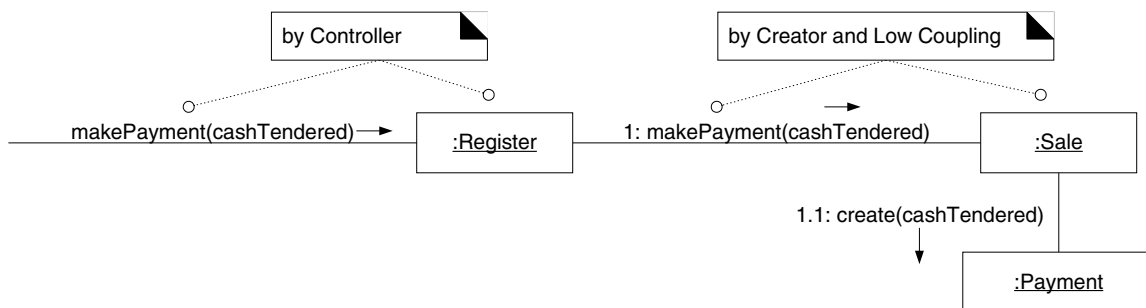 by Controller
by Creator and Low Coupling
makePayment(cashTendered)
:Register
1: makePayment(cashTendered)
:Sale
1.1: create(cashTendered)
:Payment